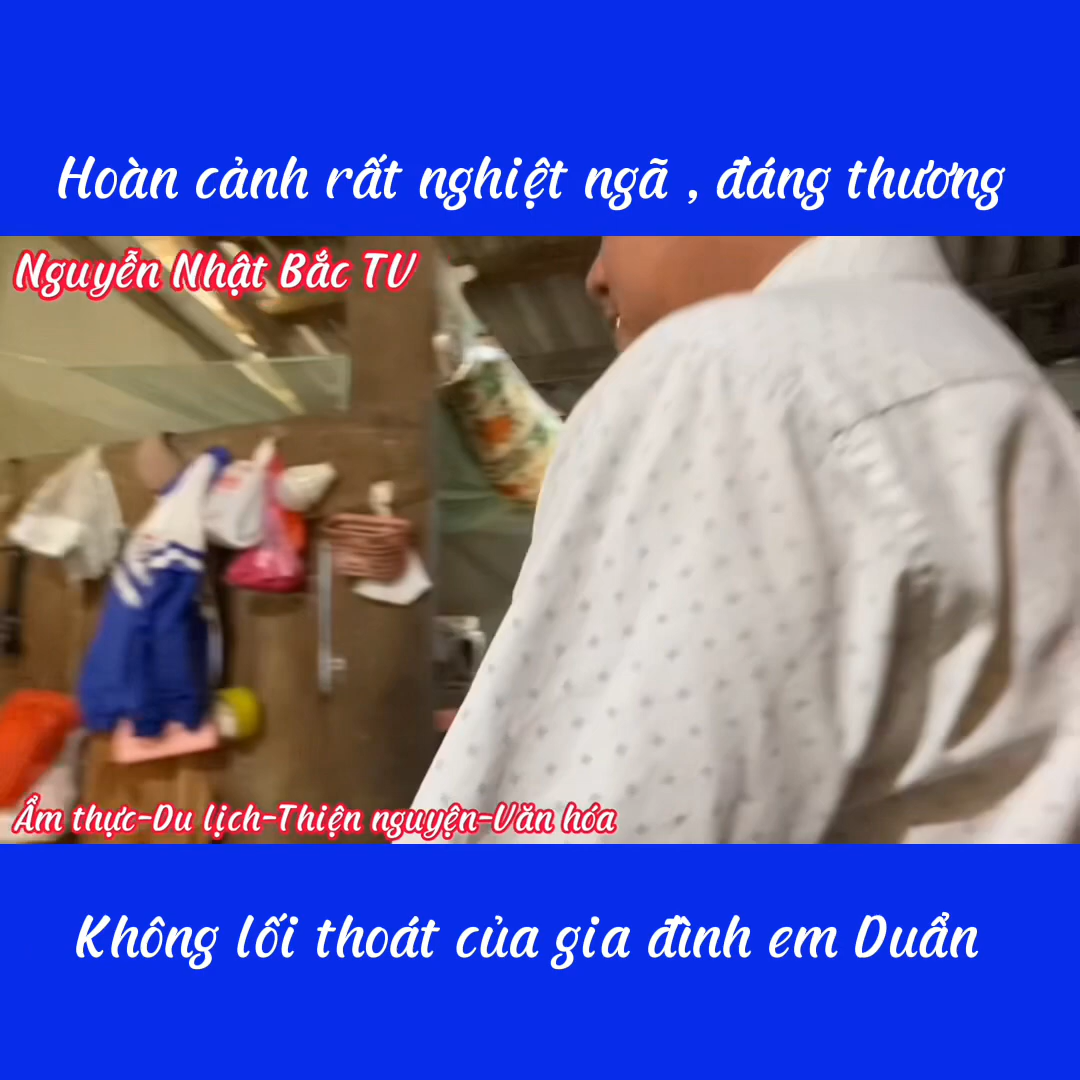 Hoàn cảnh rất nghiệt ngã , đáng thương
Nguyễn Nhật Bắc TV
Ẩm thực-Du lịch-Thiện nguyện-Văn hóa
Không lối thoát của gia đình em Duẩn